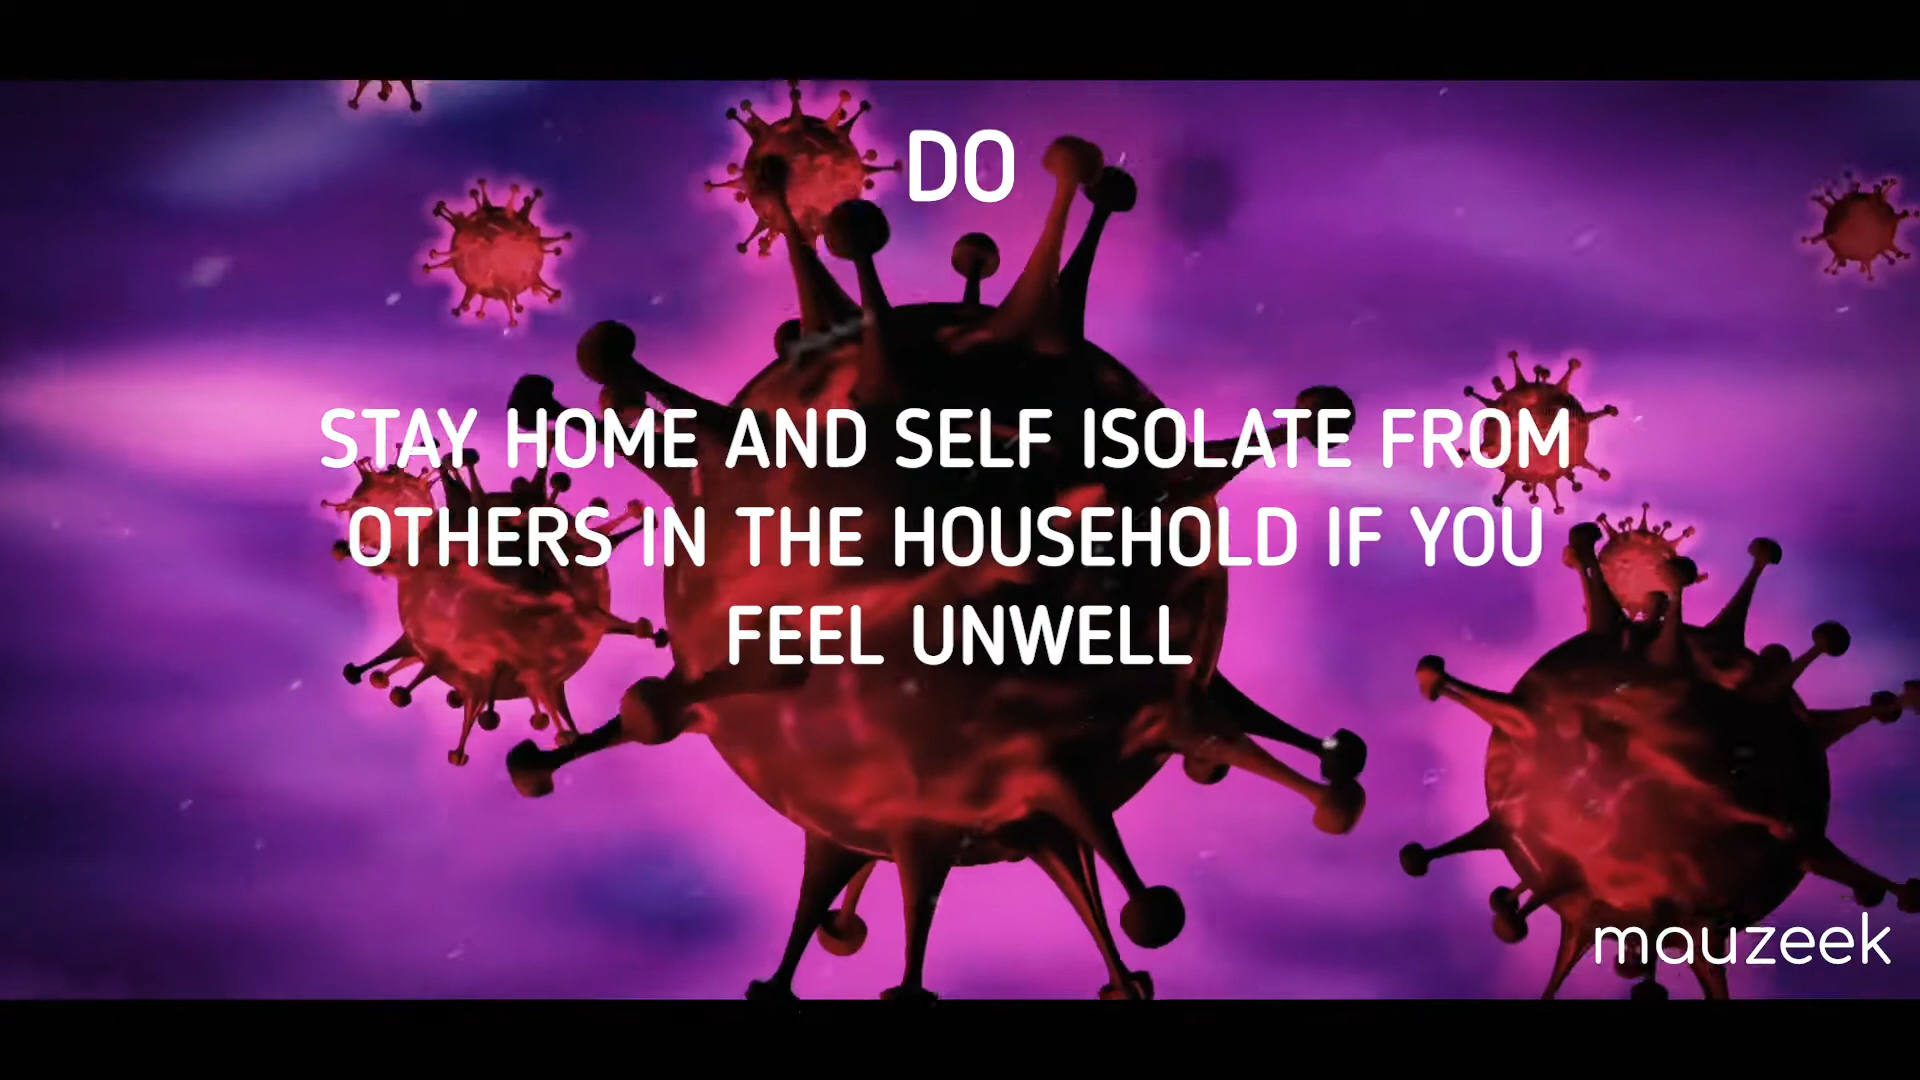 DO
STAY HOME AND SELF ISOLATE FROM
OTHERS IN THE HOUSEHOLD IF YOU
FEEL UNWELL
mauzeek